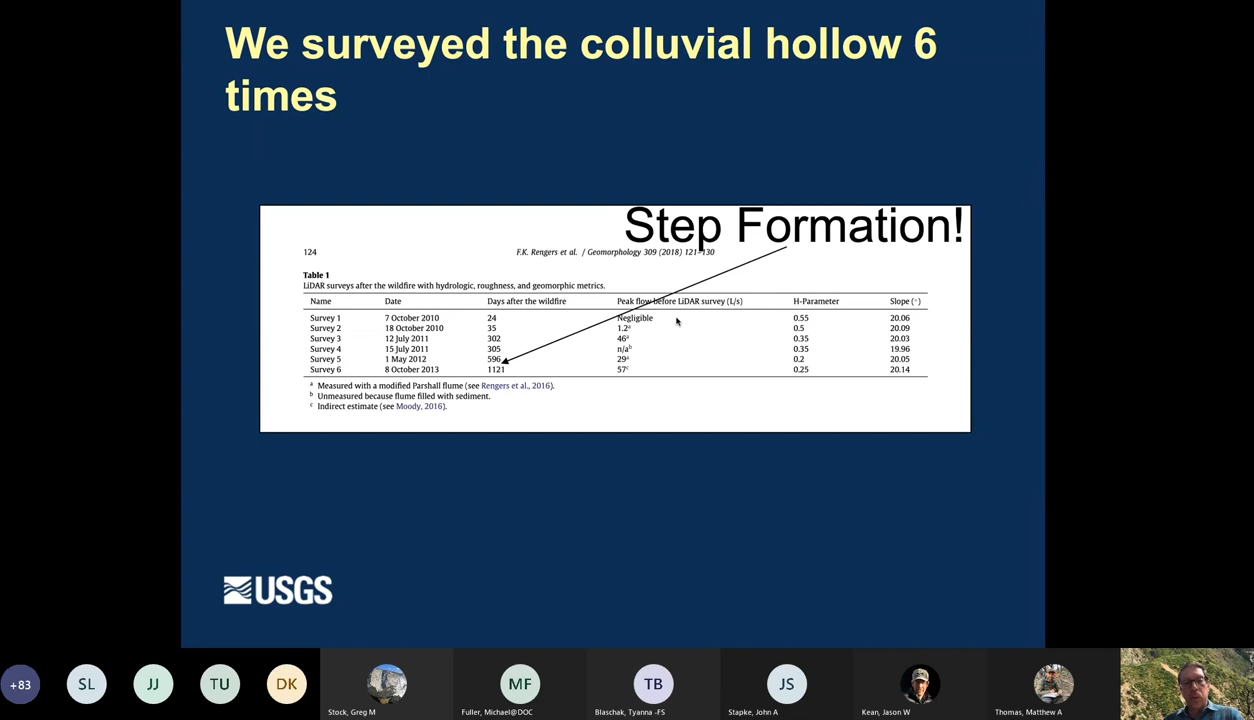 We surveyed the colluvial hollow 6
times
Step Formation!
124 F.K. Rengers et al. / Geomorphology 309 (2018) 121–130
Table 1
LiDAR surveys after the wildfire with hydrologic, roughness, and geomorphic metrics.
Name Date Days after the wildfire Peak flow before LiDAR survey (L/s) H-Parameter Slope (°)
Survey 1 7 October 2010 24 Negligible 0.55 20.06
Survey 2 18 October 2010 35 1.2a 0.5 20.09
Survey 3 12 July 2011 302 46a 0.35 20.03
Survey 4 15 July 2011 305 n/ab 0.35 19.96
Survey 5 1 May 2012 596 29a 0.2 20.05
Survey 6 8 October 2013 1121 57c 0.25 20.14
a Measured with a modified Parshall flume (see Rengers et al., 2016).
b Unmeasured because flume filled with sediment.
c Indirect estimate (see Moody, 2016).
USGS
+83 SL JJ TU DK MF TB JS
Stock, Greg M Fuller, Michael@DOC Blaschak, Tyanna -FS Stapke, John A Kean, Jason W Thomas, Matthew A